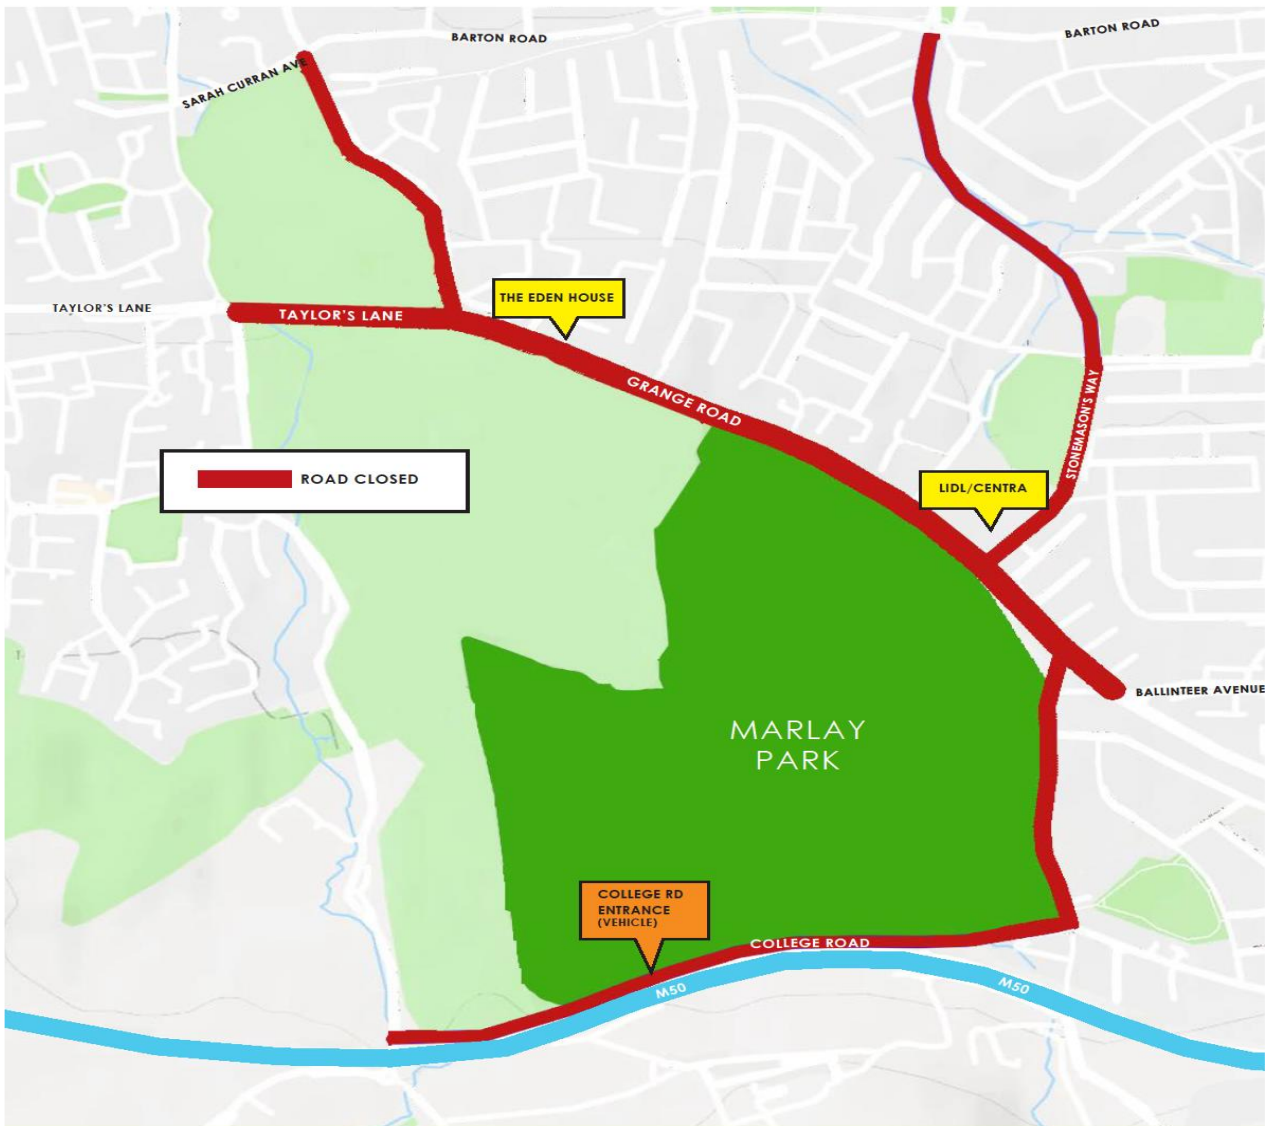 BARTON ROAD
BARTON ROAD
SARAH CURRAN AVE
THE EDEN HOUSE
TAYLOR'S LANE
TAYLOR'S LANE
GRANGE ROAD
STONEMASON'S WAY
ROAD CLOSED
LIDL/CENTRA
BALLINTEER AVENUE
MARLAY
PARK
COLLEGE RD
ENTRANCE
(VEHICLE)
COLLEGE ROAD
M50
M50